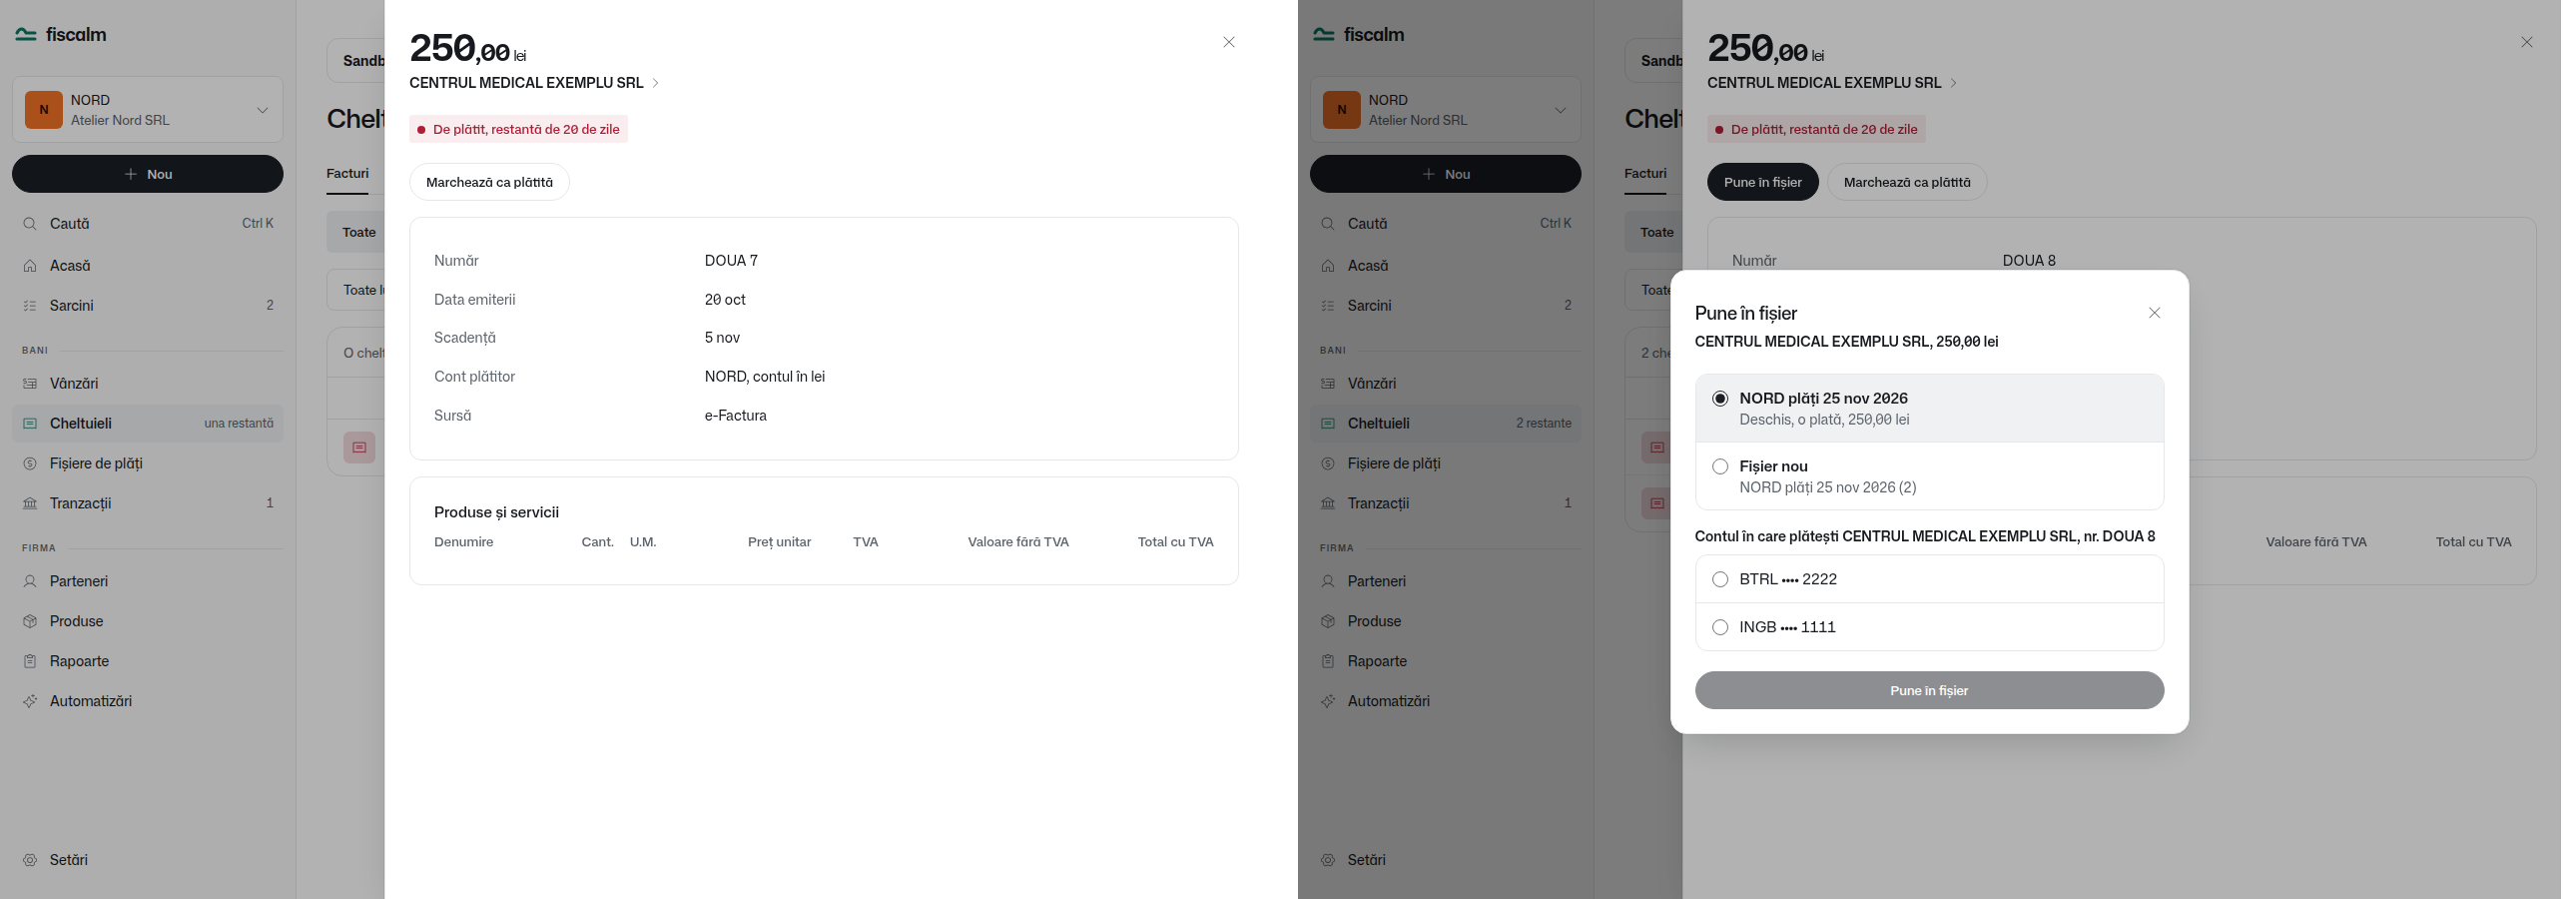 fiscalm
NORD
Atelier Nord SRL
Nou
Caută Ctrl K
Acasă
Sarcini 2
BANI
Vânzări
Cheltuieli una restantă
Fișiere de plăți
Tranzacții 1
FIRMA
Parteneri
Produse
Rapoarte
Automatizări
Setări
Sandb
Chelt
Facturi
Toate
Toate l
O chelt
250,00 lei
CENTRUL MEDICAL EXEMPLU SRL
De plătit, restantă de 20 de zile
Marchează ca plătită
Număr DOUA 7
Data emiterii 20 oct
Scadență 5 nov
Cont plătitor NORD, contul în lei
Sursă e-Factura
Produse și servicii
Denumire Cant. U.M. Preț unitar TVA Valoare fără TVA Total cu TVA
fiscalm
NORD
Atelier Nord SRL
Nou
Caută Ctrl K
Acasă
Sarcini 2
BANI
Vânzări
Cheltuieli 2 restante
Fișiere de plăți
Tranzacții 1
FIRMA
Parteneri
Produse
Rapoarte
Automatizări
Setări
Sandb
Chelt
Facturi
Toate
Toate
2 che
250,00 lei
CENTRUL MEDICAL EXEMPLU SRL
De plătit, restantă de 20 de zile
Pune în fișier Marchează ca plătită
Număr DOUA 8
Valoare fără TVA Total cu TVA
Pune în fișier
CENTRUL MEDICAL EXEMPLU SRL, 250,00 lei
NORD plăți 25 nov 2026
Deschis, o plată, 250,00 lei
Fișier nou
NORD plăți 25 nov 2026 (2)
Contul în care plătești CENTRUL MEDICAL EXEMPLU SRL, nr. DOUA 8
BTRL •••• 2222
INGB •••• 1111
Pune în fișier